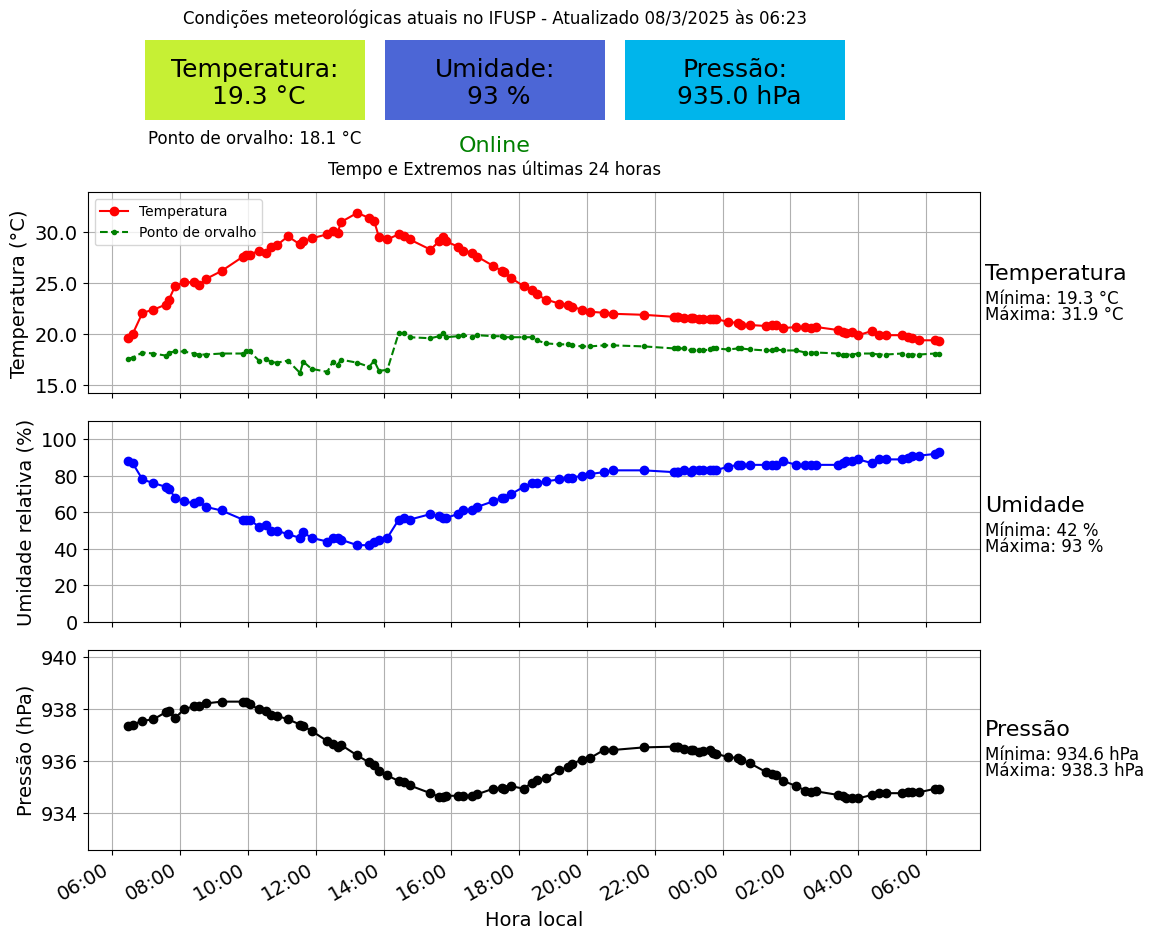 Condições meteorológicas atuais no IFUSP - Atualizado 08/3/2025 às 06:23
Temperatura:
19.3 °C
Umidade:
93 %
Pressão:
935.0 hPa
Ponto de orvalho: 18.1 °C
Online
Tempo e Extremos nas últimas 24 horas
Temperatura (°C)
30.0
25.0
20.0
15.0
Temperatura
Ponto de orvalho
Temperatura
Mínima: 19.3 °C
Máxima: 31.9 °C
Umidade relativa (%)
100
80
60
40
20
0
Umidade
Mínima: 42 %
Máxima: 93 %
Pressão (hPa)
940
938
936
934
Pressão
Mínima: 934.6 hPa
Máxima: 938.3 hPa
06:00
08:00
10:00
12:00
14:00
16:00
18:00
20:00
22:00
00:00
02:00
04:00
06:00
Hora local